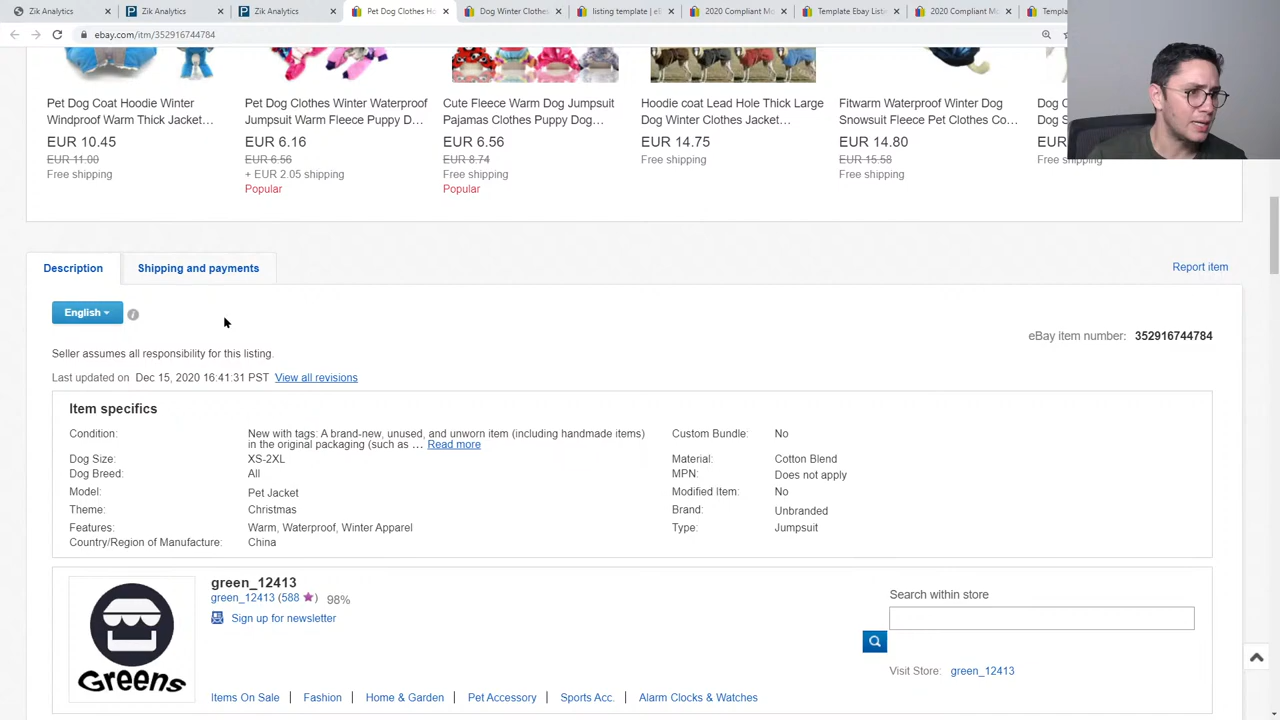 Zik Analytics
Zik Analytics
Zik Analytics
Pet Dog Clothes Ho
Dog Winter Clothes
listing template | eB
2020 Compliant Mo
Template Ebay Listi
2020 Compliant Mo
Templa
ebay.com/itm/352916744784
Pet Dog Coat Hoodie Winter
Windproof Warm Thick Jacket…
EUR 10.45
EUR 11.00
Free shipping
Pet Dog Clothes Winter Waterproof
Jumpsuit Warm Fleece Puppy D…
EUR 6.16
EUR 6.56
+ EUR 2.05 shipping
Popular
Cute Fleece Warm Dog Jumpsuit
Pajamas Clothes Puppy Dog…
EUR 6.56
EUR 8.74
Free shipping
Popular
Hoodie coat Lead Hole Thick Large
Dog Winter Clothes Jacket…
EUR 14.75
Free shipping
Fitwarm Waterproof Winter Dog
Snowsuit Fleece Pet Clothes Co…
EUR 14.80
EUR 15.58
Free shipping
Dog C
Dog S
EUR
Free shipping
Description
Shipping and payments
Report item
English
eBay item number: 352916744784
Seller assumes all responsibility for this listing.
Last updated on Dec 15, 2020 16:41:31 PST View all revisions
Item specifics
Condition: New with tags: A brand-new, unused, and unworn item (including handmade items)
in the original packaging (such as … Read more
Dog Size: XS-2XL
Dog Breed: All
Model: Pet Jacket
Theme: Christmas
Features: Warm, Waterproof, Winter Apparel
Country/Region of Manufacture: China
Custom Bundle: No
Material: Cotton Blend
MPN: Does not apply
Modified Item: No
Brand: Unbranded
Type: Jumpsuit
Greens
green_12413
green_12413 (588 ) 98%
Sign up for newsletter
Search within store
Visit Store: green_12413
Items On Sale | Fashion | Home & Garden | Pet Accessory | Sports Acc. | Alarm Clocks & Watches